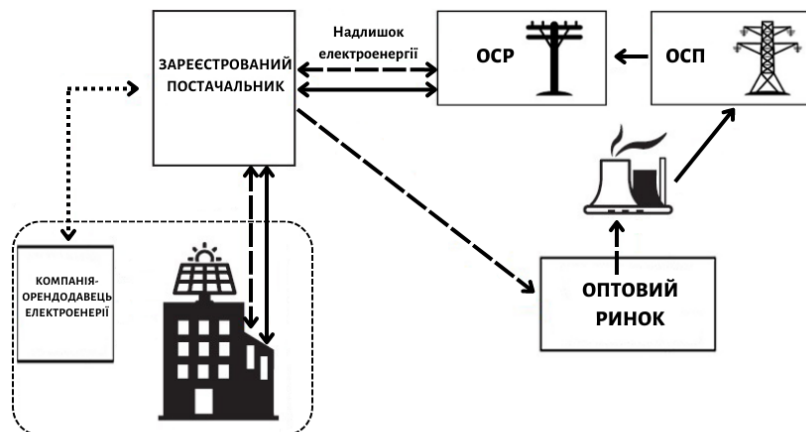 ЗАРЕЄСТРОВАНИЙ
ПОСТАЧАЛЬНИК
Надлишок
електроенергії
ОСР
ОСП
КОМПАНІЯ-
ОРЕНДОДАВЕЦЬ
ЕЛЕКТРОЕНЕРГІЇ
ОПТОВИЙ
РИНОК